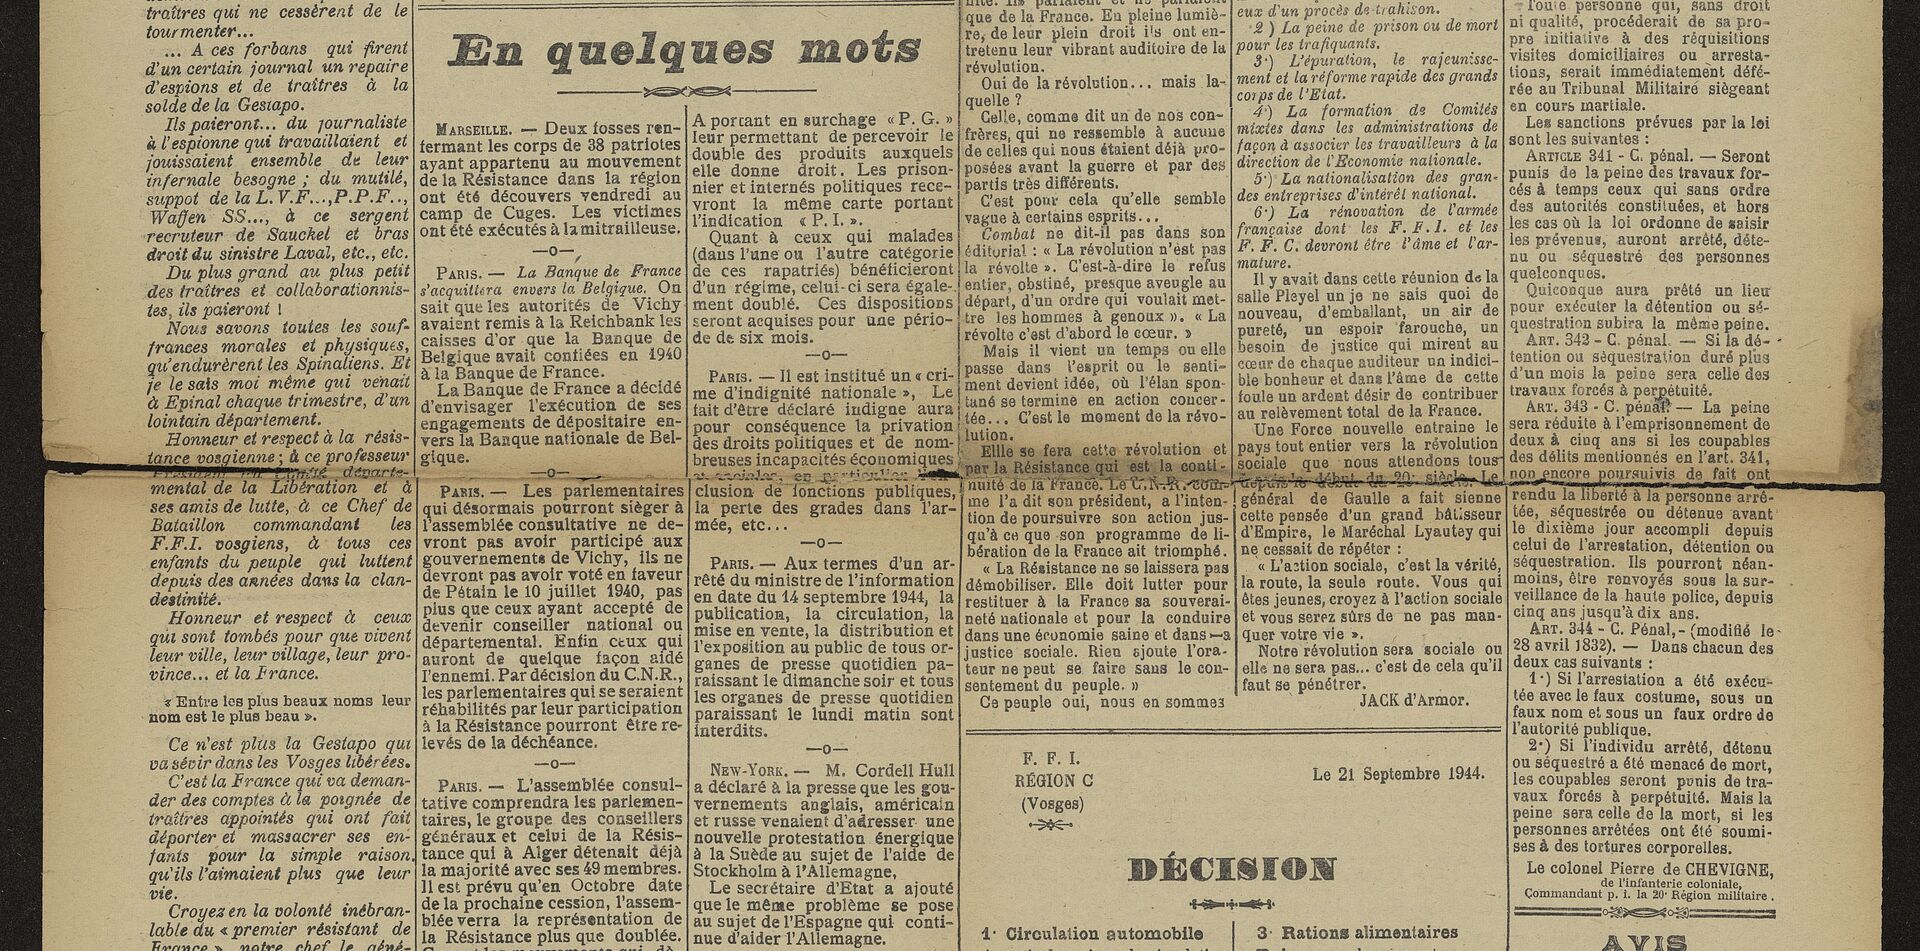 traîtres qui ne cessèrent de le
tourmenter...
... A ces forbans qui firent
d'un certain journal un repaire
d'espions et de traîtres à la
solde de la Gestapo.
Ils paieront... du journaliste
à l'espionne qui travaillaient et
jouissaient ensemble de leur
infernale besogne ; du mutilé,
suppot de la L.V.F..., P.P.F..,
Waffen SS..., à ce sergent
recruteur de Sauckel et bras
droit du sinistre Laval, etc., etc.
Du plus grand au plus petit
des traîtres et collaborationnis-
tes, ils paieront !
Nous savons toutes les souf-
frances morales et physiques,
qu'endurèrent les Spinaliens. Et
je le sais moi même qui venait
à Epinal chaque trimestre, d'un
lointain département.
Honneur et respect à la résis-
tance vosgienne ; à ce professeur
mental de la Libération et à
ses amis de lutte, à ce Chef de
Bataillon commandant les
F.F.I. vosgiens, à tous ces
enfants du peuple qui luttent
depuis des années dans la clan-
destinité.
Honneur et respect à ceux
qui sont tombés pour que vivent
leur ville, leur village, leur pro-
vince... et la France.
« Entre les plus beaux noms leur
nom est le plus beau ».
Ce n'est plus la Gestapo qui
va sévir dans les Vosges libérées.
C'est la France qui va deman-
der des comptes à la poignée de
traîtres appointés qui ont fait
déporter et massacrer ses en-
fants pour la simple raison
qu'ils l'aimaient plus que leur
vie.
Croyez en la volonté inébran-
lable du « premier résistant de
France », notre chef le géné-
En quelques mots
MARSEILLE. — Deux fosses ren-
fermant les corps de 38 patriotes
ayant appartenu au mouvement
de la Résistance dans la région
ont été découvers vendredi au
camp de Cuges. Les victimes
ont été exécutés à la mitrailleuse.
—o—
PARIS. — La Banque de France
s'acquittera envers la Belgique. On
sait que les autorités de Vichy
avaient remis à la Reichbank les
caisses d'or que la Banque de
Belgique avait confiées en 1940
à la Banque de France.
La Banque de France a décidé
d'envisager l'exécution de ses
engagements de dépositaire en-
vers la Banque nationale de Bel-
gique.
—o—
PARIS. — Les parlementaires
qui désormais pourront siéger à
l'assemblée consultative ne de-
vront pas avoir participé aux
gouvernements de Vichy, ils ne
devront pas avoir voté en faveur
de Pétain le 10 juillet 1940, pas
plus que ceux ayant accepté de
devenir conseiller national ou
départemental. Enfin ceux qui
auront de quelque façon aidé
l'ennemi. Par décision du C.N.R.,
les parlementaires qui se seraient
réhabilités par leur participation
à la Résistance pourront être re-
levés de la déchéance.
—o—
PARIS. — L'assemblée consul-
tative comprendra les parlemen-
taires, le groupe des conseillers
généraux et celui de la Résis-
tance qui à Alger détenait déjà
la majorité avec ses 49 membres.
Il est prévu qu'en Octobre date
de la prochaine cession, l'assem-
blée verra la représentation de
la Résistance plus que doublée.
A portant en surchage « P. G. »
leur permettant de percevoir le
double des produits auxquels
elle donne droit. Les prison-
nier et internés politiques rece-
vront la même carte portant
l'indication « P. I. ».
Quant à ceux qui malades
(dans l'une ou l'autre catégorie
de ces rapatriés) bénéficieront
d'un régime, celui-ci sera égale-
ment doublé. Ces dispositions
seront acquises pour une pério-
de de six mois.
—o—
PARIS. — Il est institué un « cri-
me d'indignité nationale », Le
fait d'être déclaré indigne aura
pour conséquence la privation
des droits politiques et de nom-
breuses incapacités économiques
clusion de fonctions publiques,
la perte des grades dans l'ar-
mée, etc...
—o—
PARIS. — Aux termes d'un ar-
rêté du ministre de l'information
en date du 14 septembre 1944, la
publication, la circulation, la
mise en vente, la distribution et
l'exposition au public de tous or-
ganes de presse quotidien pa-
raissant le dimanche soir et tous
les organes de presse quotidien
paraissant le lundi matin sont
interdits.
—o—
NEW-YORK. — M. Cordell Hull
a déclaré à la presse que les gou-
vernements anglais, américain
et russe venaient d'adresser une
nouvelle protestation énergique
à la Suède au sujet de l'aide de
Stockholm à l'Allemagne,
Le secrétaire d'Etat a ajouté
que le même problème se pose
au sujet de l'Espagne qui conti-
nue d'aider l'Allemagne.
que de la France. En pleine lumiè-
re, de leur plein droit ils ont en-
tretenu leur vibrant auditoire de la
révolution.
Oui de la révolution... mais la-
quelle ?
Celle, comme dit un de nos con-
frères, qui ne ressemble à aucune
de celles qui nous étaient déjà pro-
posées avant la guerre et par des
partis très différents.
C'est pour cela qu'elle semble
vague à certains esprits...
Combat ne dit-il pas dans son
éditorial : « La révolution n'est pas
la révolte ». C'est-à-dire le refus
entier, obstiné, presque aveugle au
départ, d'un ordre qui voulait met-
tre les hommes à genoux ». « La
révolte c'est d'abord le cœur. »
Mais il vient un temps ou elle
passe dans l'esprit ou le senti-
ment devient idée, où l'élan spon-
tané se termine en action concer-
tée... C'est le moment de la révo-
lution.
Ellle se fera cette révolution et
par la Résistance qui est la conti-
nuité de la France. Le C.N.R. com-
me l'a dit son président, a l'inten-
tion de poursuivre son action jus-
qu'à ce que son programme de li-
bération de la France ait triomphé.
« La Résistance ne se laissera pas
démobiliser. Elle doit lutter pour
restituer à la France sa souverai-
neté nationale et pour la conduire
dans une économie saine et dans la
justice sociale. Rien ajoute l'ora-
teur ne peut se faire sans le con-
sentement du peuple. »
Ce peuple oui, nous en sommes
eux d'un procès de trahison.
2·) La peine de prison ou de mort
pour les trafiquants.
3·) L'épuration, le rajeunisse-
ment et la réforme rapide des grands
corps de l'Etat.
4·) La formation de Comités
mixtes dans les administrations de
façon à associer les travailleurs à la
direction de l'Economie nationale.
5·) La nationalisation des gran-
des entreprises d'intérêt national.
6·) La rénovation de l'armée
française dont les F. F. I. et les
F. F. C. devront être l'âme et l'ar-
mature.
Il y avait dans cette réunion de la
salle Pleyel un je ne sais quoi de
nouveau, d'emballant, un air de
pureté, un espoir farouche, un
besoin de justice qui mirent au
cœur de chaque auditeur un indici-
ble bonheur et dans l'âme de cette
foule un ardent désir de contribuer
au relèvement total de la France.
Une Force nouvelle entraine le
pays tout entier vers la révolution
sociale que nous attendons tous
depuis le début du 20· siècle. Le
général de Gaulle a fait sienne
cette pensée d'un grand bâtisseur
d'Empire, le Maréchal Lyautey qui
ne cessait de répéter :
« L'action sociale, c'est la vérité,
la route, la seule route. Vous qui
êtes jeunes, croyez à l'action sociale
et vous serez sûrs de ne pas man-
quer votre vie ».
Notre révolution sera sociale ou
elle ne sera pas... c'est de cela qu'il
faut se pénétrer.
JACK d'Armor.
F. F. I.
RÉGION C
(Vosges)
Le 21 Septembre 1944.
DÉCISION
1· Circulation automobile
3· Rations alimentaires
Toute personne qui, sans droit
ni qualité, procéderait de sa pro-
pre initiative à des réquisitions
visites domiciliaires ou arresta-
tions, serait immédiatement défé-
rée au Tribunal Militaire siégeant
en cours martiale.
Les sanctions prévues par la loi
sont les suivantes :
ARTICLE 341 - C. pénal. — Seront
punis de la peine des travaux for-
cés à temps ceux qui sans ordre
des autorités constituées, et hors
les cas où la loi ordonne de saisir
les prévenus, auront arrêté, déte-
nu ou séquestré des personnes
quelconques.
Quiconque aura prêté un lieu
pour exécuter la détention ou sé-
questration subira la même peine.
ART. 342 - C. pénal. — Si la dé-
tention ou séquestration duré plus
d'un mois la peine sera celle des
travaux forcés à perpétuité.
ART. 343 - C. pénal. — La peine
sera réduite à l'emprisonnement de
deux à cinq ans si les coupables
des délits mentionnés en l'art. 341,
non encore poursuivis de fait ont
rendu la liberté à la personne arrê-
tée, séquestrée ou détenue avant
le dixième jour accompli depuis
celui de l'arrestation, détention ou
séquestration. Ils pourront néan-
moins, être renvoyés sous la sur-
veillance de la haute police, depuis
cinq ans jusqu'à dix ans.
ART. 344 - C. Pénal,- (modifié le
28 avril 1832). — Dans chacun des
deux cas suivants :
1·) Si l'arrestation a été exécu-
tée avec le faux costume, sous un
faux nom et sous un faux ordre de
l'autorité publique.
2·) Si l'individu arrêté, détenu
ou séquestré a été menacé de mort,
les coupables seront punis de tra-
vaux forcés à perpétuité. Mais la
peine sera celle de la mort, si les
personnes arrêtées ont été soumi-
ses à des tortures corporelles.
Le colonel Pierre de CHEVIGNE,
de l'infanterie coloniale,
Commandant p. i. la 20· Région militaire.
AVIS